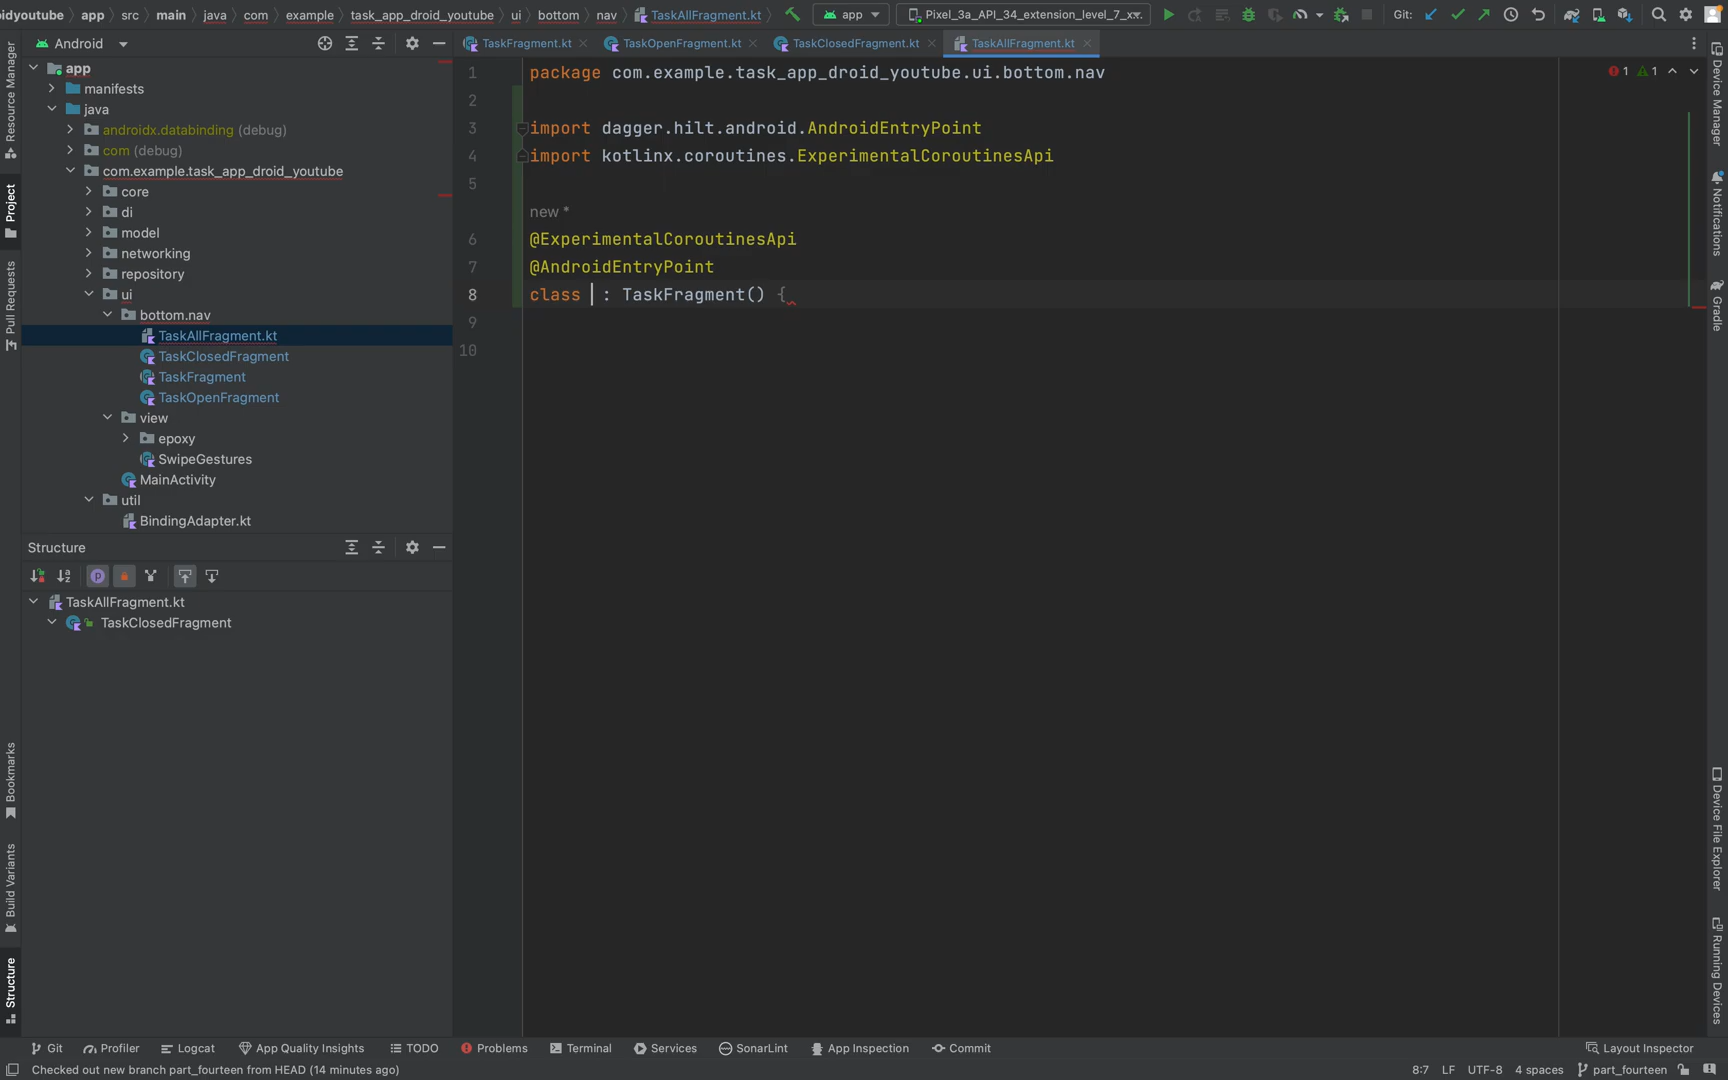 idyoutube app src main java com example task_app_droid_youtube ui bottom nav TaskAllFragment.kt app Pixel_3a_API_34_extension_level_7_x... Git:
Android
TaskFragment.kt TaskOpenFragment.kt TaskClosedFragment.kt TaskAllFragment.kt
app
manifests
java
androidx.databinding (debug)
com (debug)
com.example.task_app_droid_youtube
core
di
model
networking
repository
ui
bottom.nav
TaskAllFragment.kt
TaskClosedFragment
TaskFragment
TaskOpenFragment
view
epoxy
SwipeGestures
MainActivity
util
BindingAdapter.kt
Structure
TaskAllFragment.kt
TaskClosedFragment
1 package com.example.task_app_droid_youtube.ui.bottom.nav
2
3 import dagger.hilt.android.AndroidEntryPoint
4 import kotlinx.coroutines.ExperimentalCoroutinesApi
5
new *
6 @ExperimentalCoroutinesApi
7 @AndroidEntryPoint
8 class : TaskFragment() {
9
10
1 1
Resource Manager
Project
Pull Requests
Bookmarks
Build Variants
Structure
Device Manager
Notifications
Gradle
Device File Explorer
Running Devices
Git Profiler Logcat App Quality Insights TODO Problems Terminal Services SonarLint App Inspection Commit Layout Inspector
Checked out new branch part_fourteen from HEAD (14 minutes ago) 8:7 LF UTF-8 4 spaces part_fourteen